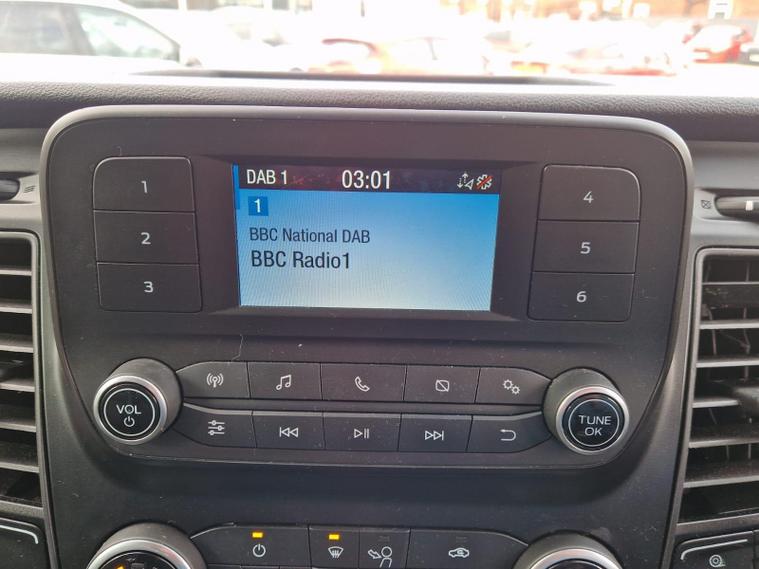 DAB 1 03:01
1
BBC National DAB
BBC Radio1
1
2
3
4
5
6
VOL
TUNE
OK